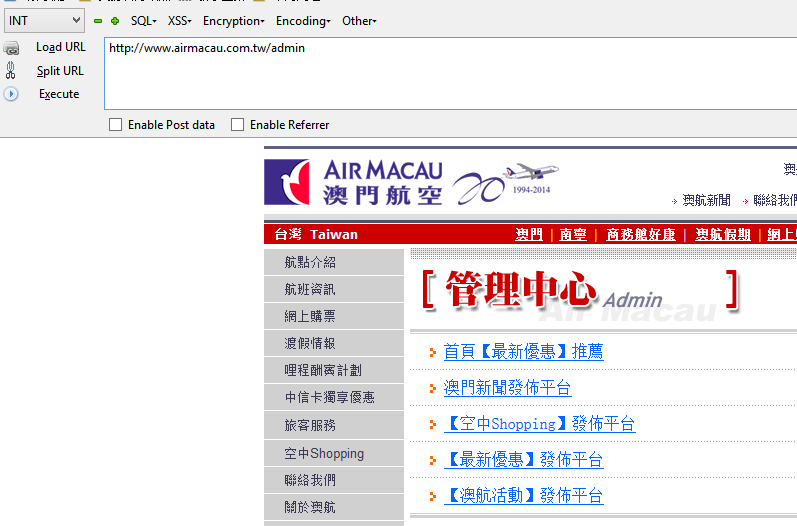 INT SQL▾ XSS▾ Encryption▾ Encoding▾ Other▾
Load URL
Split URL
Execute
http://www.airmacau.com.tw/admin
Enable Post data Enable Referrer
AIR MACAU
澳門航空
20
1994-2014
澳航新聞 聯絡我們
台灣 Taiwan 澳門 | 南寧 | 商務艙好康 | 澳航假期 | 網上
航點介紹
航班資訊
網上購票
渡假情報
哩程酬賓計劃
中信卡獨享優惠
旅客服務
空中Shopping
聯絡我們
關於澳航
[ 管理中心 Admin ]
Air Macau
首頁【最新優惠】推薦
澳門新聞發佈平台
【空中Shopping】發佈平台
【最新優惠】發佈平台
【澳航活動】發佈平台